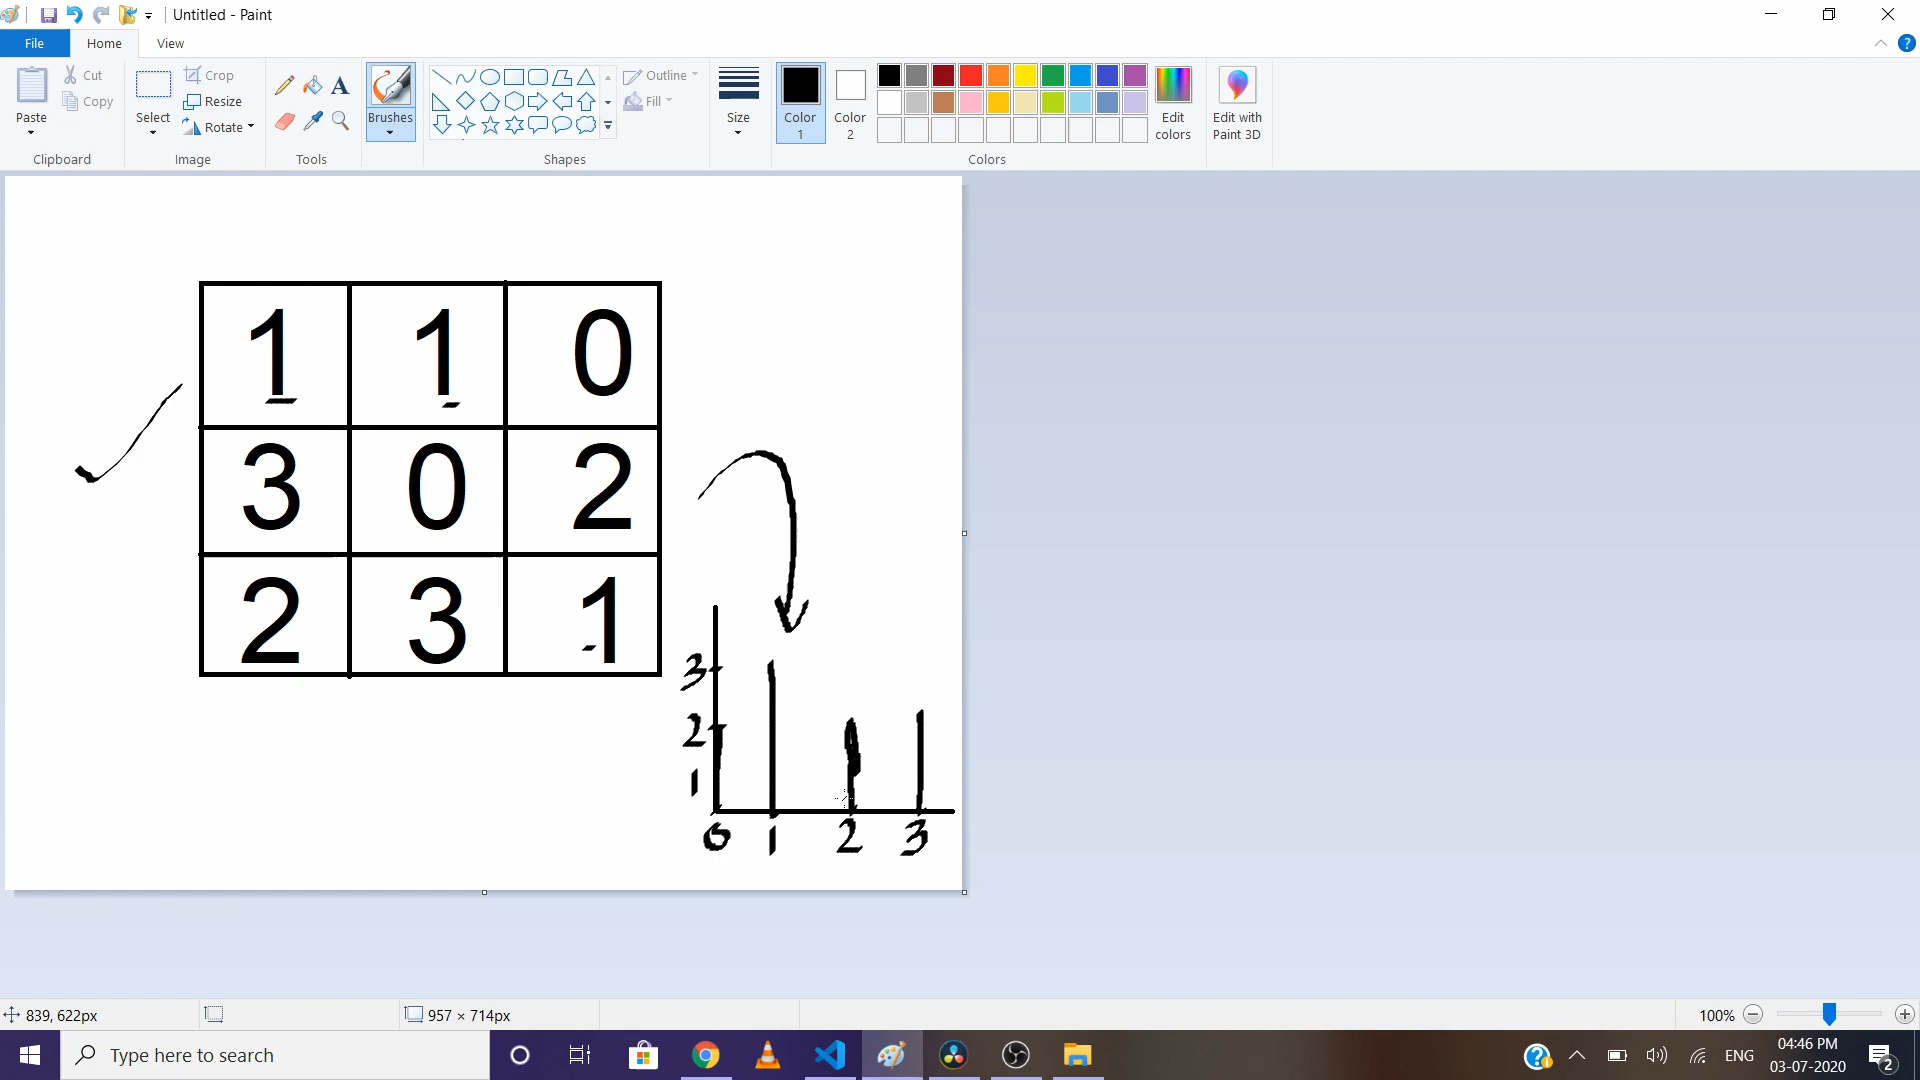 Untitled - Paint
File Home View
Paste Cut Copy Clipboard
Select Crop Resize Rotate Image
Tools
Brushes
Outline Fill Shapes
Size
Color 1 Color 2 Edit colors Colors
Edit with Paint 3D
1 1 0
3 0 2
2 3 1
3
2
1
0 1 2 3
839, 622px 957 × 714px 100%
Type here to search
ENG 04:46 PM
03-07-2020 2